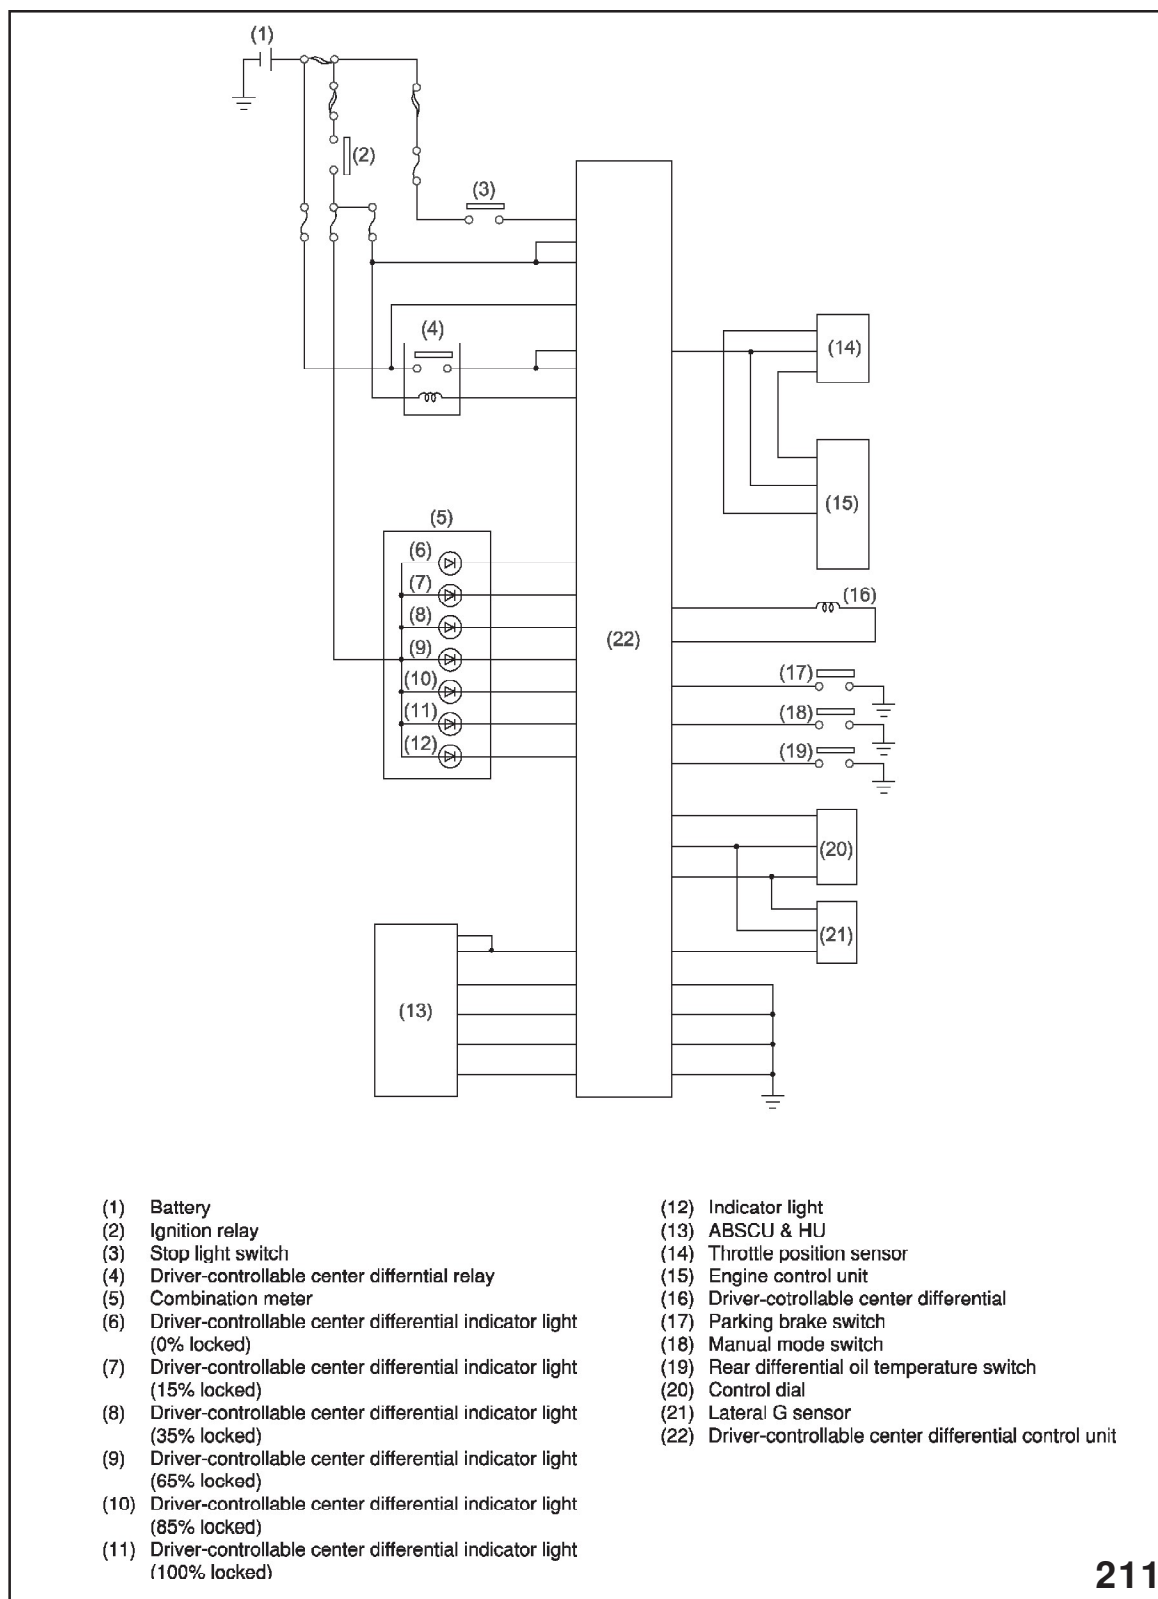 (1)
(2)
(3)
(4)
(14)
(15)
(5)
(6)
(7)
(8)
(9)
(10)
(11)
(12)
(22)
(16)
(17)
(18)
(19)
(20)
(21)
(13)
(1) Battery
(2) Ignition relay
(3) Stop light switch
(4) Driver-controllable center differntial relay
(5) Combination meter
(6) Driver-controllable center differential indicator light
(0% locked)
(7) Driver-controllable center differential indicator light
(15% locked)
(8) Driver-controllable center differential indicator light
(35% locked)
(9) Driver-controllable center differential indicator light
(65% locked)
(10) Driver-controllable center differential indicator light
(85% locked)
(11) Driver-controllable center differential indicator light
(100% locked)
(12) Indicator light
(13) ABSCU & HU
(14) Throttle position sensor
(15) Engine control unit
(16) Driver-cotrollable center differential
(17) Parking brake switch
(18) Manual mode switch
(19) Rear differential oil temperature switch
(20) Control dial
(21) Lateral G sensor
(22) Driver-controllable center differential control unit
211